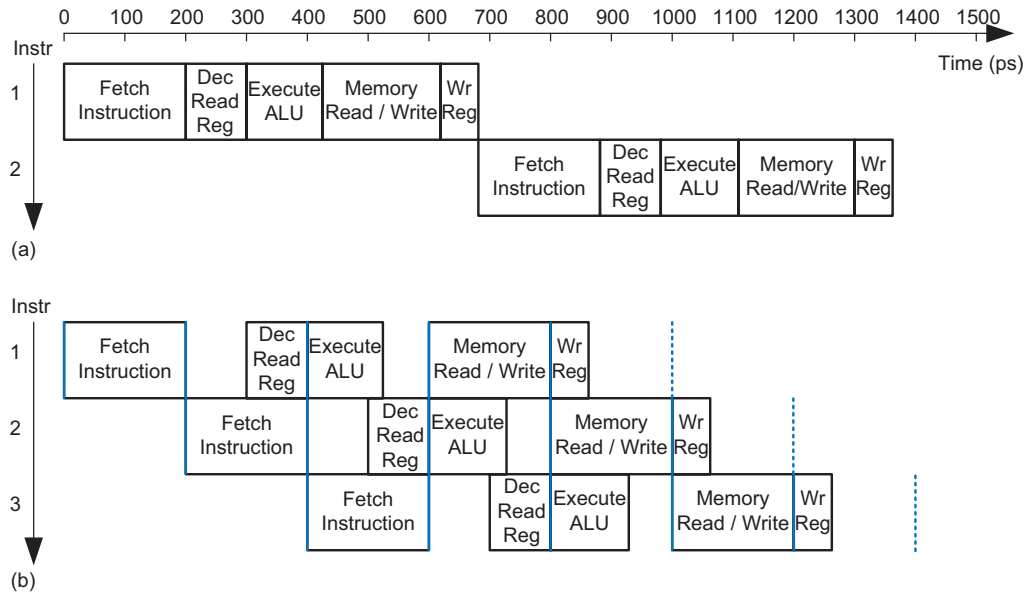 0 100 200 300 400 500 600 700 800 900 1000 1100 1200 1300 1400 1500
Instr
Time (ps)
1
Fetch
Instruction
Dec
Read
Reg
Execute
ALU
Memory
Read / Write
Wr
Reg
2
Fetch
Instruction
Dec
Read
Reg
Execute
ALU
Memory
Read/Write
Wr
Reg
(a)
Instr
1
Fetch
Instruction
Dec
Read
Reg
Execute
ALU
Memory
Read / Write
Wr
Reg
2
Fetch
Instruction
Dec
Read
Reg
Execute
ALU
Memory
Read / Write
Wr
Reg
3
Fetch
Instruction
Dec
Read
Reg
Execute
ALU
Memory
Read / Write
Wr
Reg
(b)